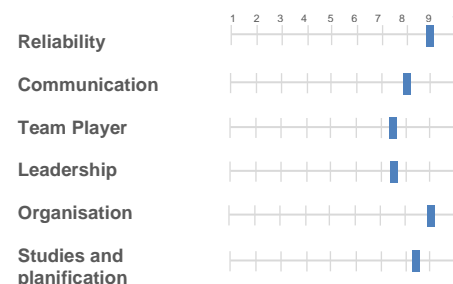 1 2 3 4 5 6 7 8 9
Reliability
Communication
Team Player
Leadership
Organisation
Studies and
planification